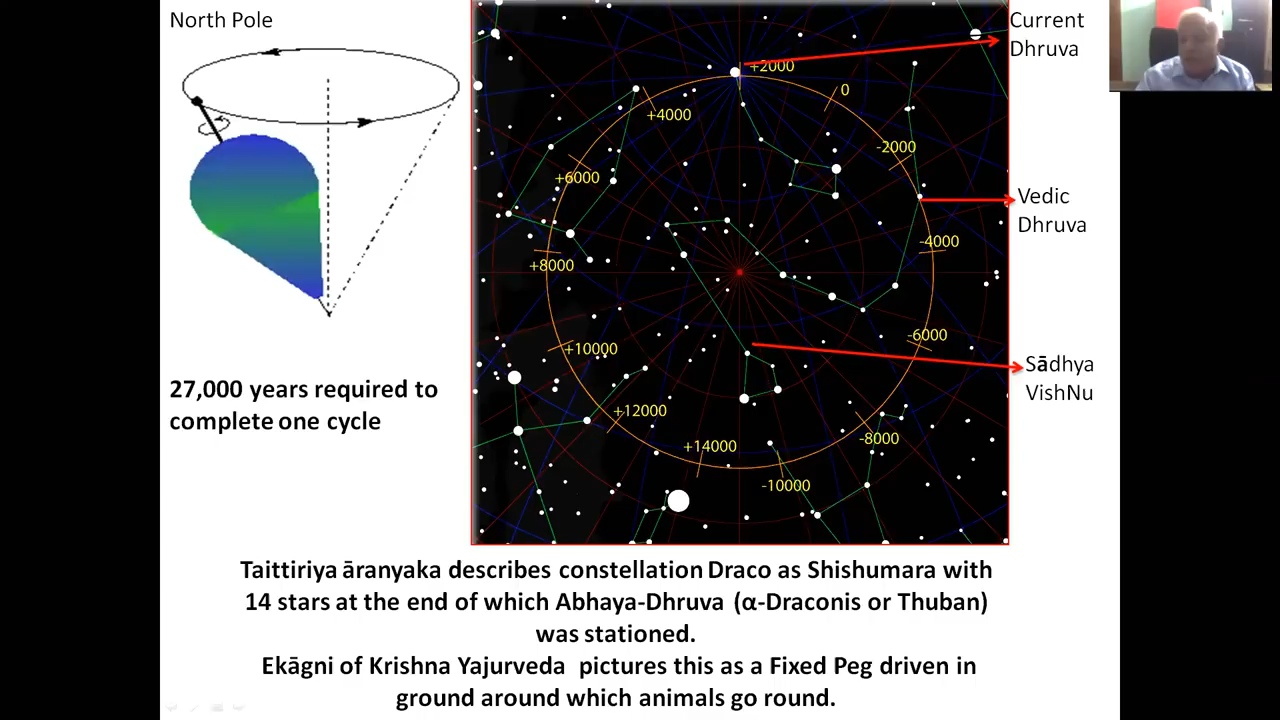 North Pole
27,000 years required to
complete one cycle
+2000
0
+4000
-2000
+6000
-4000
+8000
-6000
+10000
+12000
-8000
+14000
-10000
Current
Dhruva
Vedic
Dhruva
Sādhya
VishNu
Taittiriya āranyaka describes constellation Draco as Shishumara with
14 stars at the end of which Abhaya-Dhruva (α-Draconis or Thuban)
was stationed.
Ekāgni of Krishna Yajurveda pictures this as a Fixed Peg driven in
ground around which animals go round.